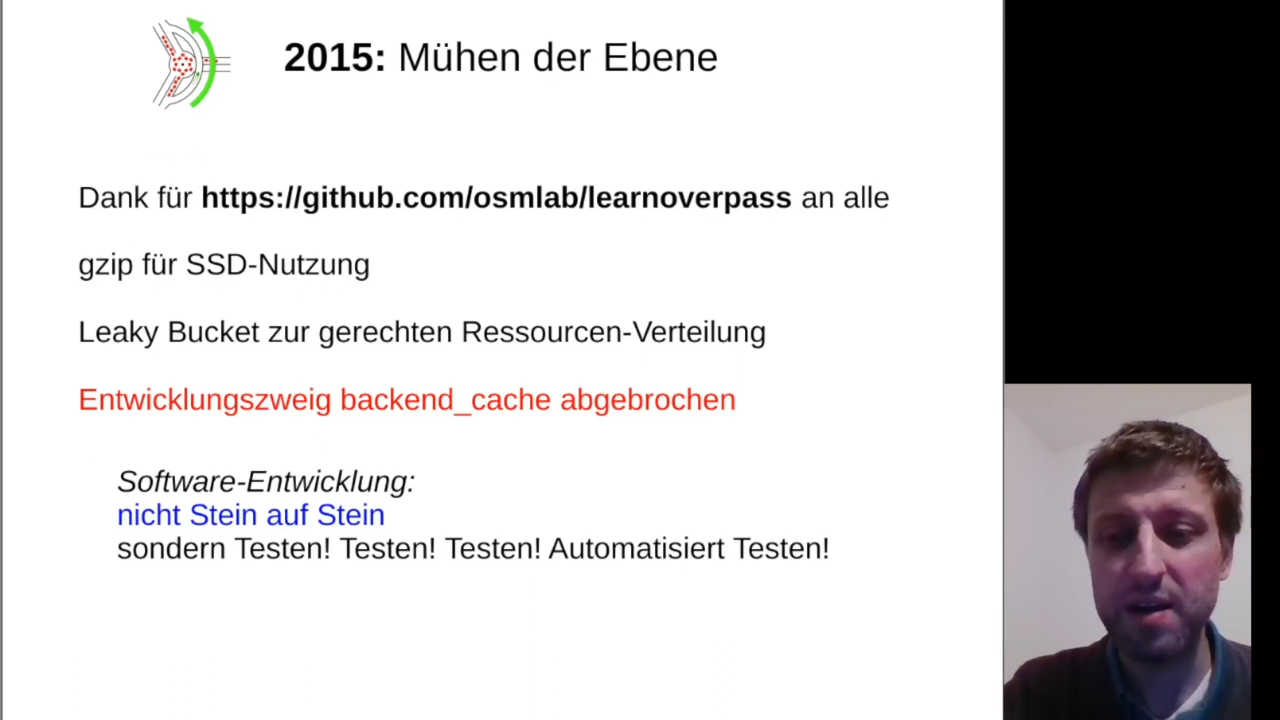 2015: Mühen der Ebene
Dank für https://github.com/osmlab/learnoverpass an alle
gzip für SSD-Nutzung
Leaky Bucket zur gerechten Ressourcen-Verteilung
Entwicklungszweig backend_cache abgebrochen
Software-Entwicklung:
nicht Stein auf Stein
sondern Testen! Testen! Testen! Automatisiert Testen!